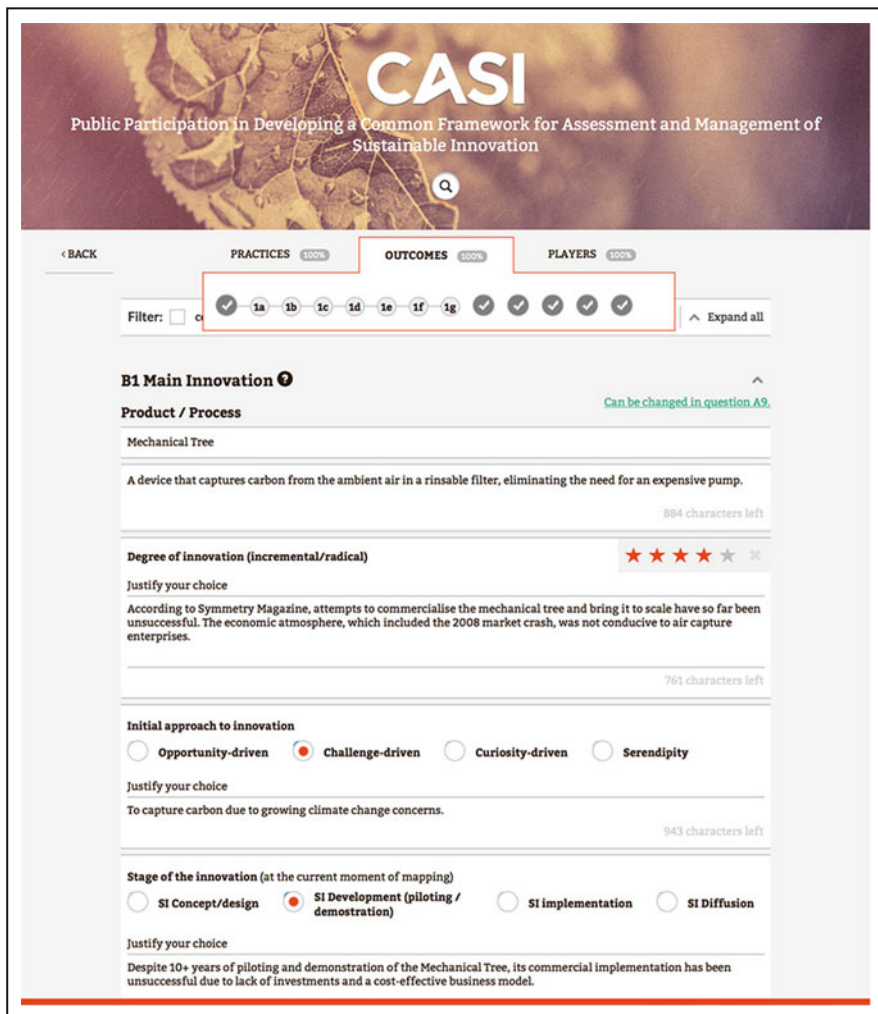 CASI
Public Participation in Developing a Common Framework for Assessment and Management of
Sustainable Innovation
< BACK
PRACTICES 100%
OUTCOMES 100%
PLAYERS 100%
1a 1b 1c 1d 1e 1f 1g
Filter:
Expand all
B1 Main Innovation ?
Can be changed in question A9.
Product / Process
Mechanical Tree
A device that captures carbon from the ambient air in a rinsable filter, eliminating the need for an expensive pump.
884 characters left
Degree of innovation (incremental/radical)
Justify your choice
According to Symmetry Magazine, attempts to commercialise the mechanical tree and bring it to scale have so far been
unsuccessful. The economic atmosphere, which included the 2008 market crash, was not conducive to air capture
enterprises.
761 characters left
Initial approach to innovation
Opportunity-driven Challenge-driven Curiosity-driven Serendipity
Justify your choice
To capture carbon due to growing climate change concerns.
943 characters left
Stage of the innovation (at the current moment of mapping)
SI Concept/design SI Development (piloting / demostration) SI implementation SI Diffusion
Justify your choice
Despite 10+ years of piloting and demonstration of the Mechanical Tree, its commercial implementation has been
unsuccessful due to lack of investments and a cost-effective business model.